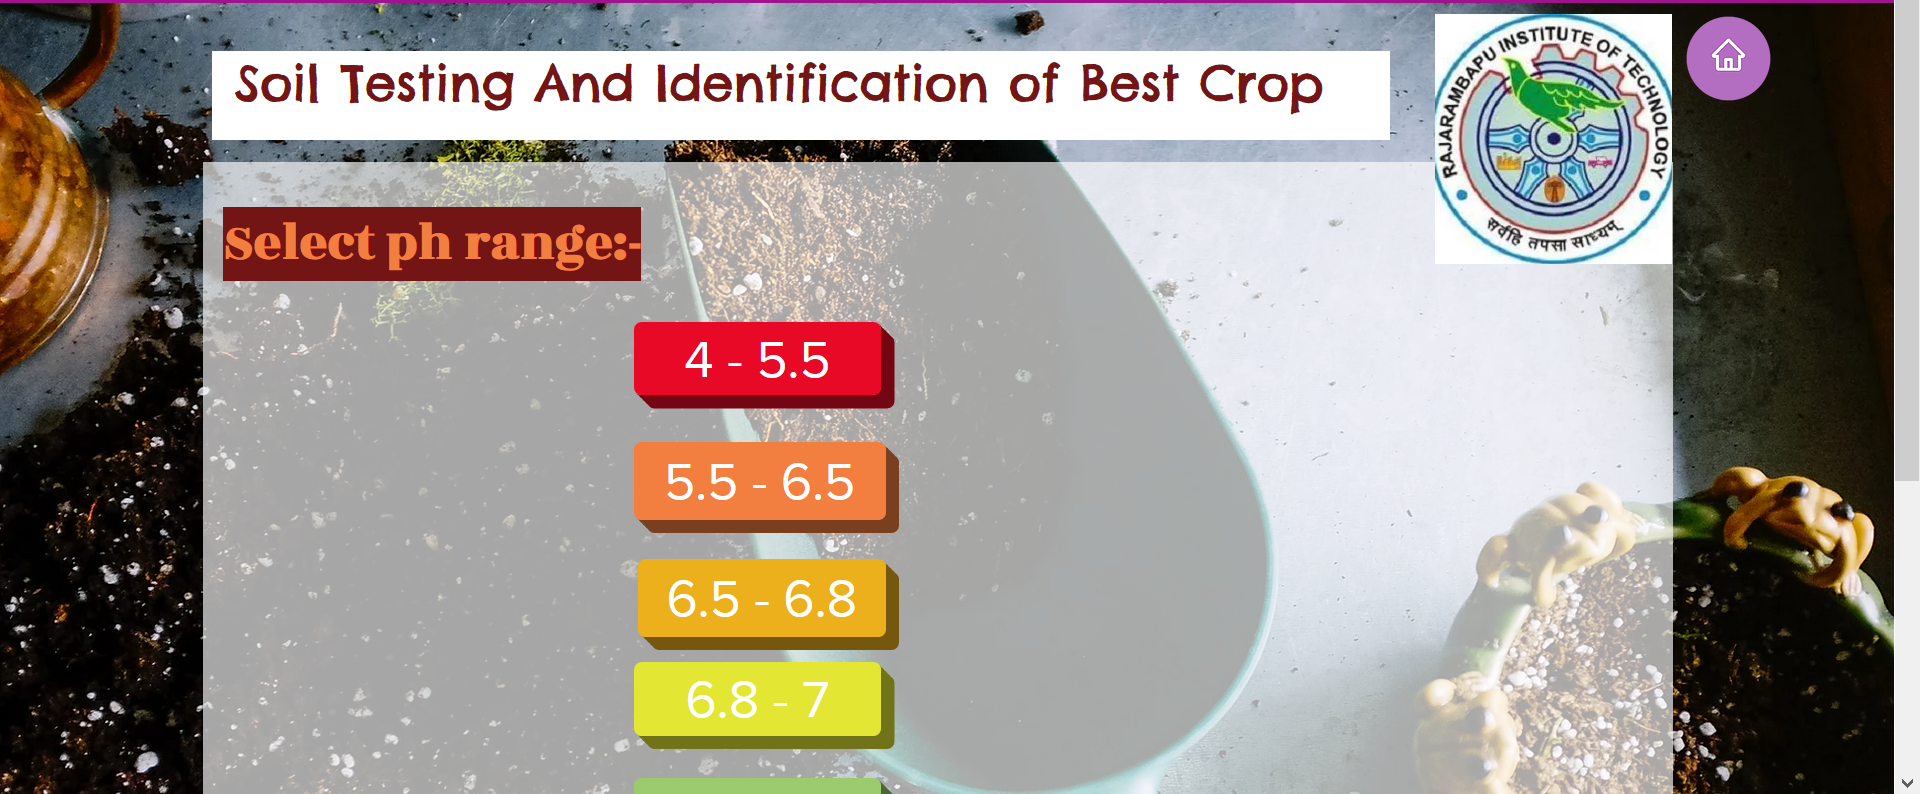 Soil Testing And Identification of Best Crop
RAJARAMBAPU INSTITUTE OF TECHNOLOGY
सर्वहि तपसा साध्यम्
Select ph range:-
4 - 5.5
5.5 - 6.5
6.5 - 6.8
6.8 - 7